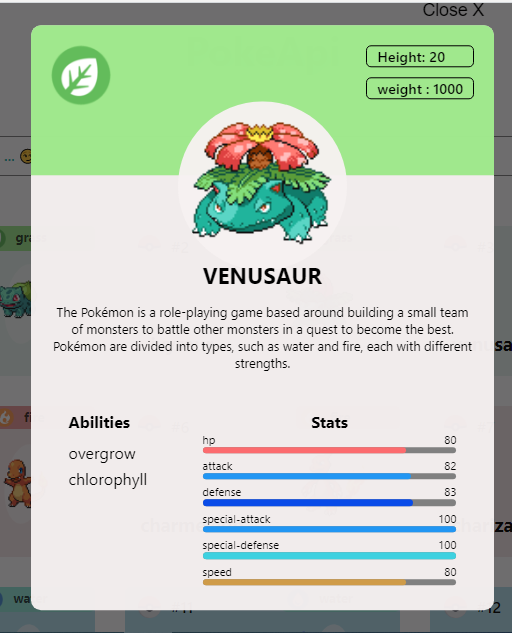 Close X
Height: 20
weight : 1000
VENUSAUR
The Pokémon is a role-playing game based around building a small team
of monsters to battle other monsters in a quest to become the best.
Pokémon are divided into types, such as water and fire, each with different
strengths.
Abilities
overgrow
chlorophyll
Stats
hp 80
attack 82
defense 83
special-attack 100
special-defense 100
speed 80